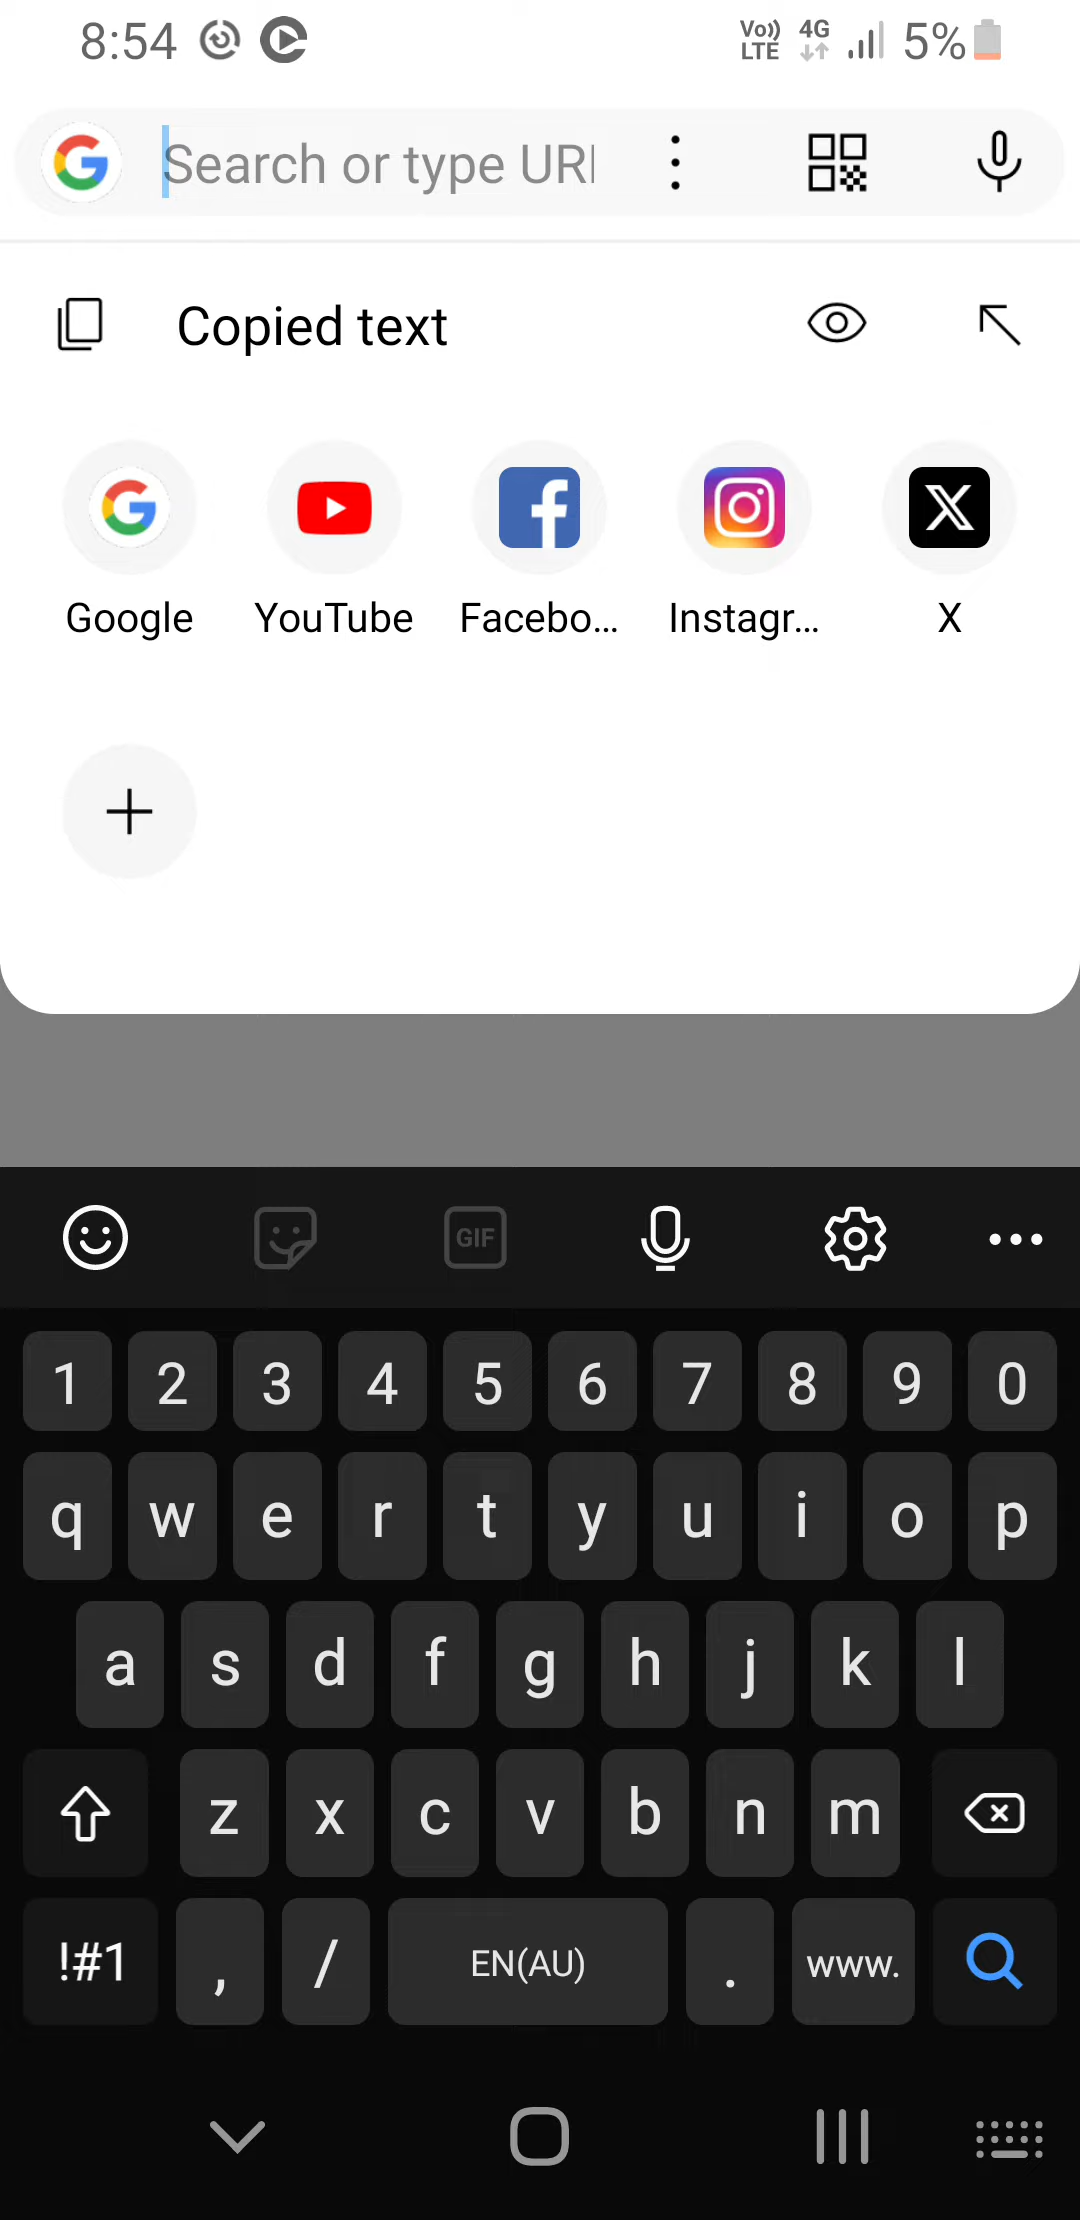 8:54 Vo)) LTE 4G 5%
Search or type URl
Copied text
Google YouTube Facebo... Instagr... X
GIF
1 2 3 4 5 6 7 8 9 0
q w e r t y u i o p
a s d f g h j k l
z x c v b n m
!#1 , / EN(AU) . www.